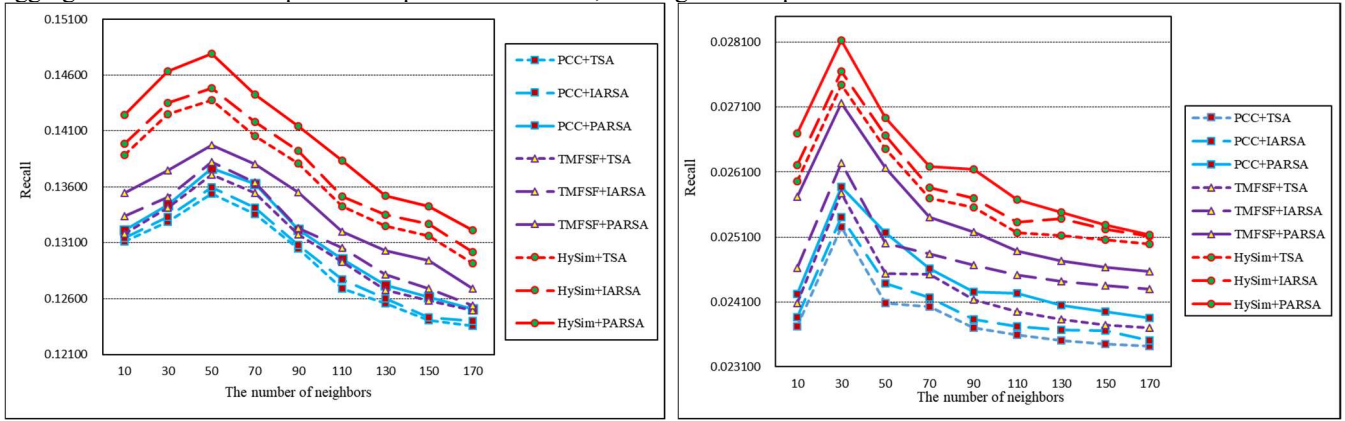 0.15100
0.14600
0.14100
0.13600
0.13100
0.12600
0.12100
Recall
10 30 50 70 90 110 130 150 170
The number of neighbors
PCC+TSA
PCC+IARSA
PCC+PARSA
TMFSF+TSA
TMFSF+IARSA
TMFSF+PARSA
HySim+TSA
HySim+IARSA
HySim+PARSA
0.028100
0.027100
0.026100
0.025100
0.024100
0.023100
Recall
10 30 50 70 90 110 130 150 170
The number of neighbors
PCC+TSA
PCC+IARSA
PCC+PARSA
TMFSF+TSA
TMFSF+IARSA
TMFSF+PARSA
HySim+TSA
HySim+IARSA
HySim+PARSA